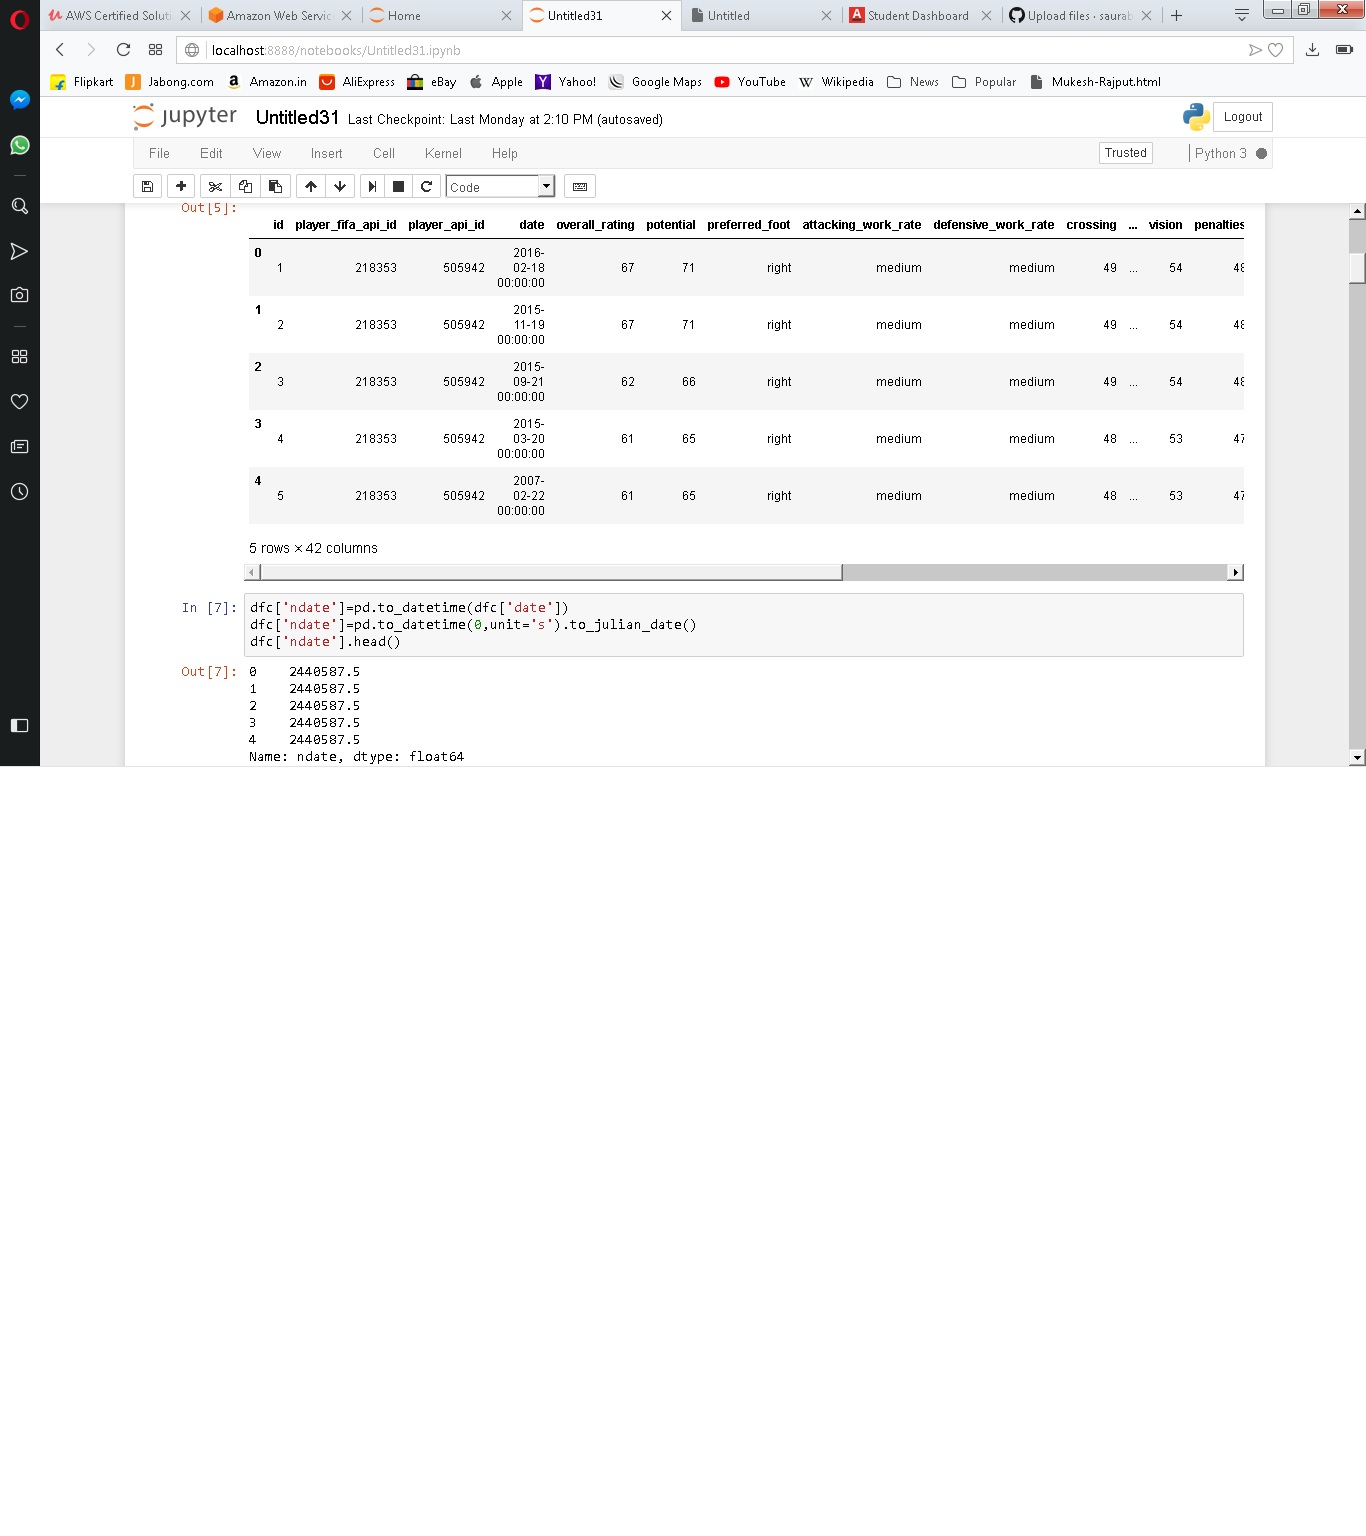 AWS Certified Soluti Amazon Web Servic Home Untitled31 Untitled Student Dashboard Upload files · saurab
localhost:8888/notebooks/Untitled31.ipynb
Flipkart Jabong.com Amazon.in AliExpress eBay Apple Yahoo! Google Maps YouTube Wikipedia News Popular Mukesh-Rajput.html
jupyter Untitled31 Last Checkpoint: Last Monday at 2:10 PM (autosaved) Logout
File Edit View Insert Cell Kernel Help Trusted Python 3
Code
Out[5]:
id player_fifa_api_id player_api_id date overall_rating potential preferred_foot attacking_work_rate defensive_work_rate crossing ... vision penalties
0 1 218353 505942 2016-02-18 00:00:00 67 71 right medium medium 49 ... 54 48
1 2 218353 505942 2015-11-19 00:00:00 67 71 right medium medium 49 ... 54 48
2 3 218353 505942 2015-09-21 00:00:00 62 66 right medium medium 49 ... 54 48
3 4 218353 505942 2015-03-20 00:00:00 61 65 right medium medium 48 ... 53 47
4 5 218353 505942 2007-02-22 00:00:00 61 65 right medium medium 48 ... 53 47
5 rows × 42 columns
In [7]: dfc['ndate']=pd.to_datetime(dfc['date'])
dfc['ndate']=pd.to_datetime(0,unit='s').to_julian_date()
dfc['ndate'].head()
Out[7]: 0 2440587.5
1 2440587.5
2 2440587.5
3 2440587.5
4 2440587.5
Name: ndate, dtype: float64